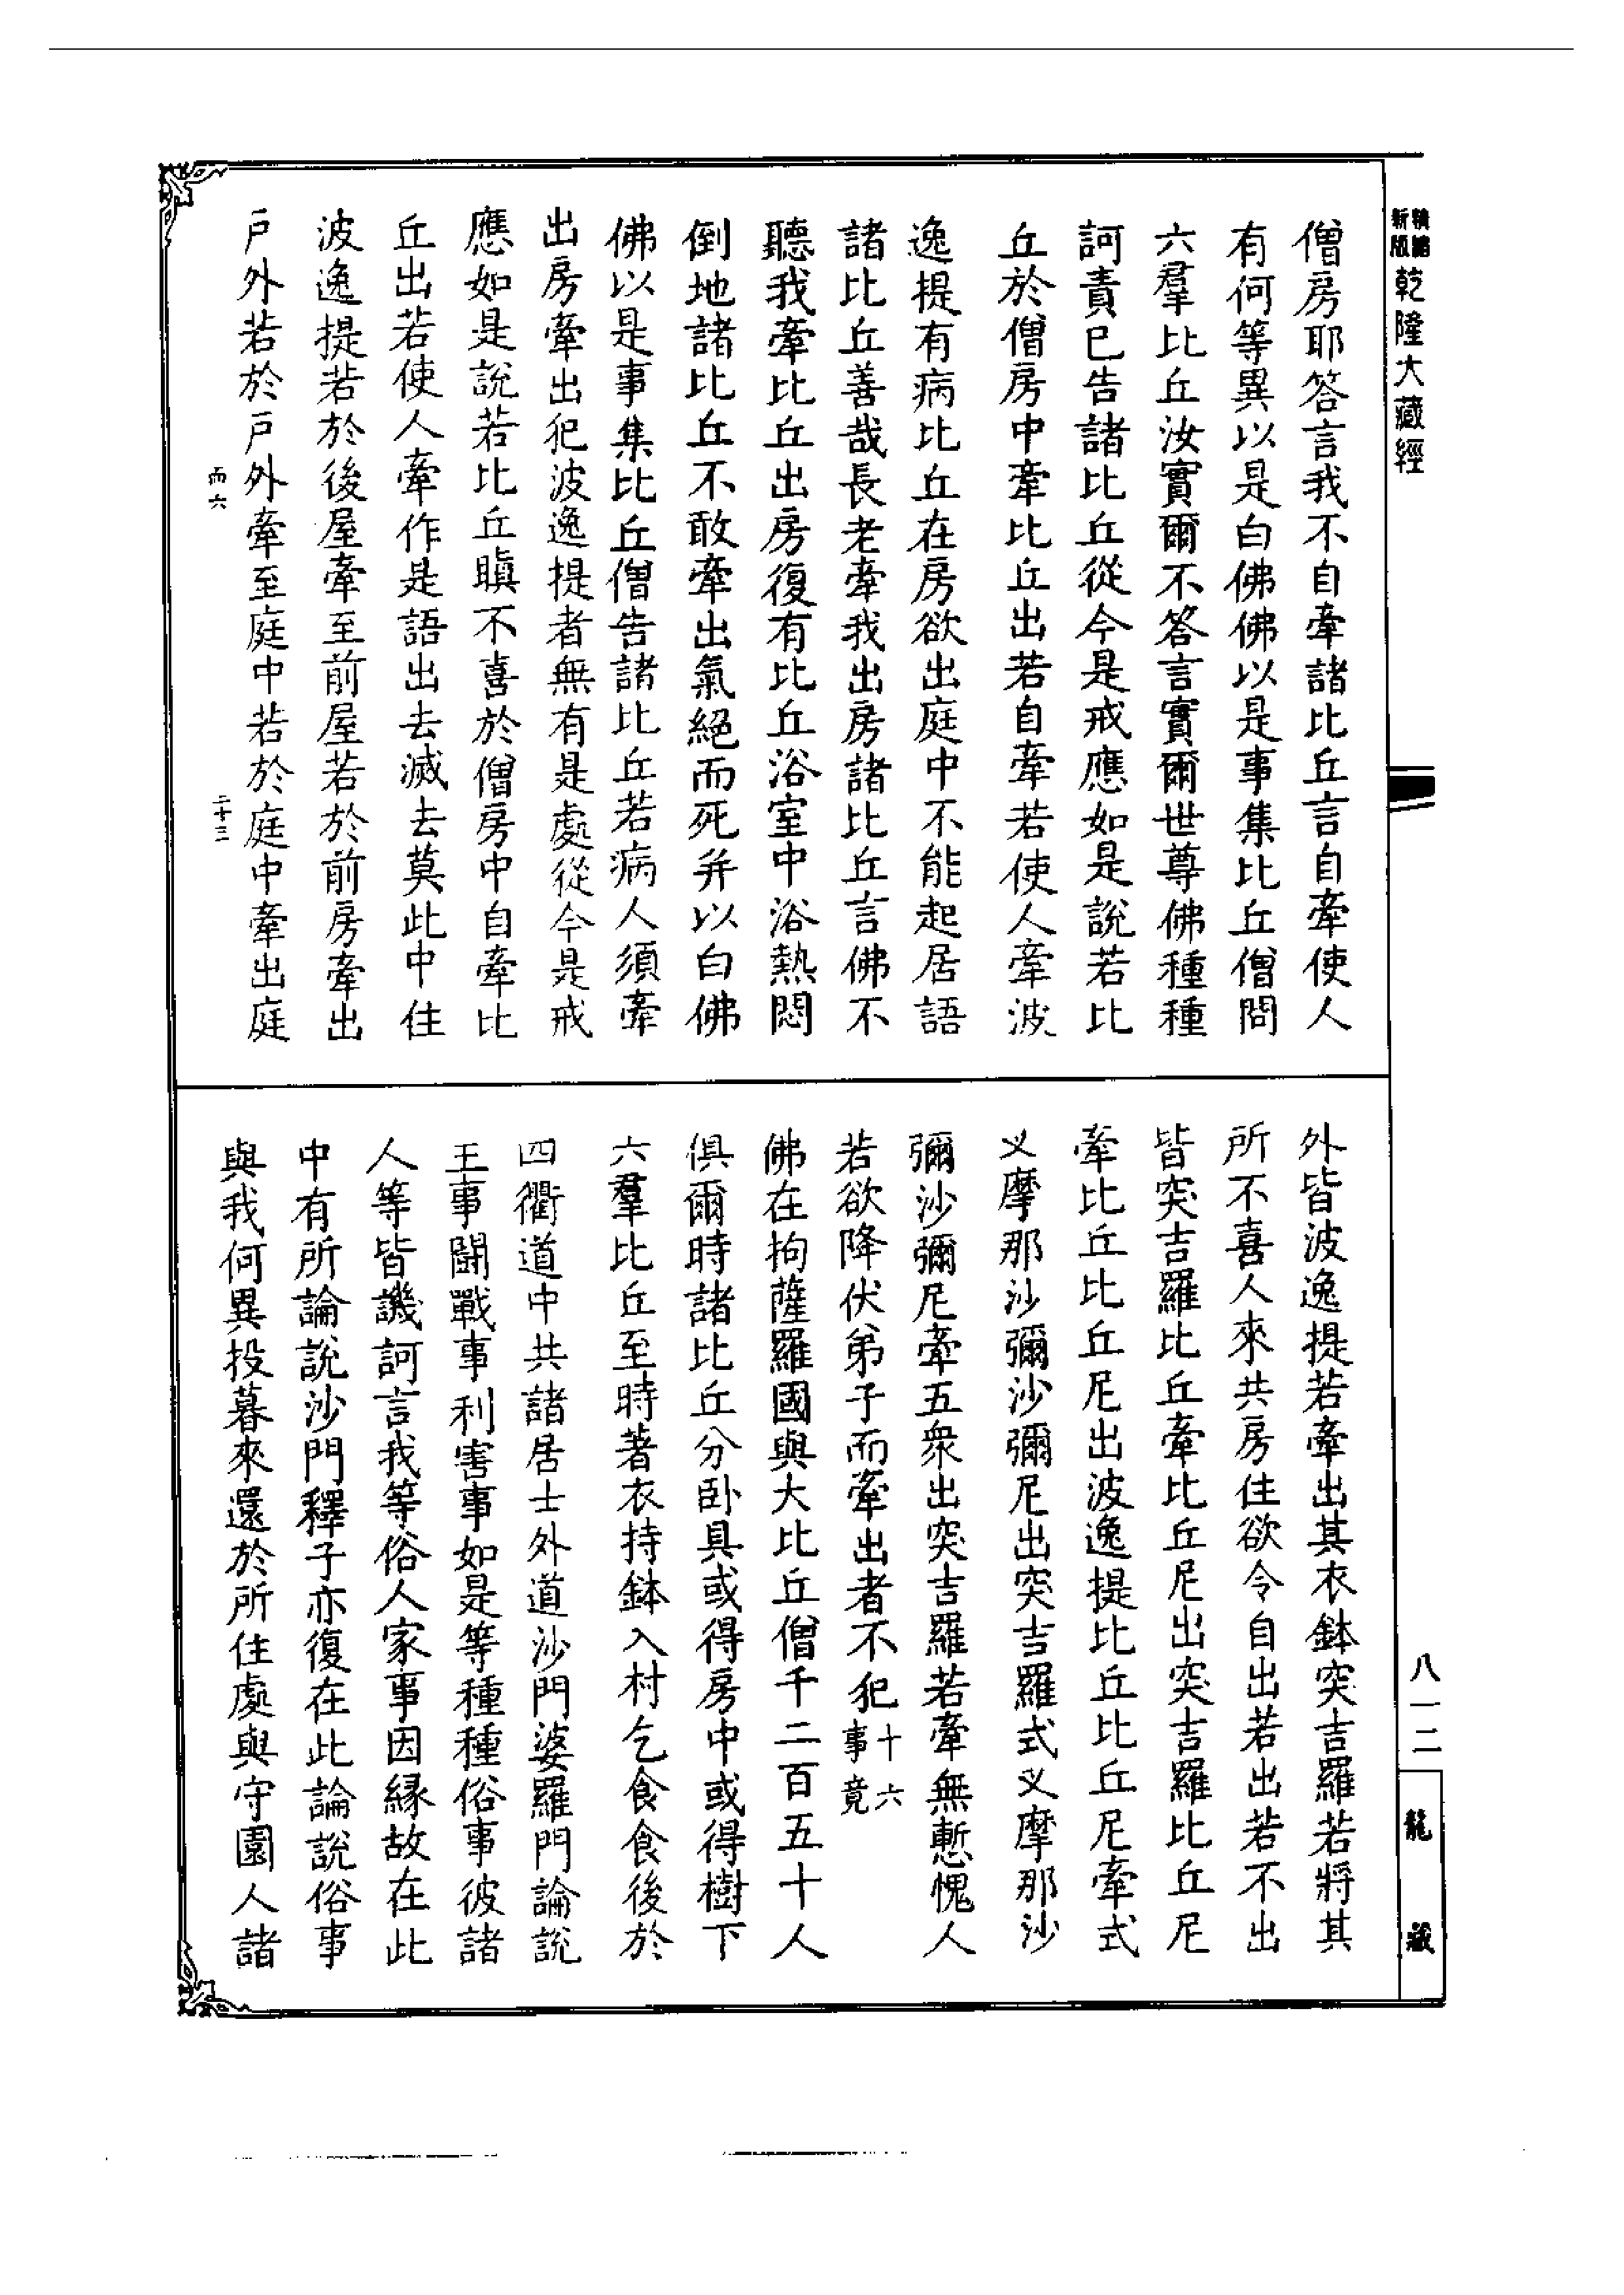 精縮
新版
乾隆大藏經
僧房耶答言我不自牽諸比丘言自牽使人
有何等異以是白佛佛以是事集比丘僧問
六羣比丘汝實爾不答言實爾世尊佛種種
訶責已告諸比丘從今是戒應如是說若比
丘於僧房中牽比丘出若自牽若使人牽波
逸提有病比丘在房欲出庭中不能起居語
諸比丘善哉長老牽我出房諸比丘言佛不
聽我牽比丘出房復有比丘浴室中浴熱悶
倒地諸比丘不敢牽出氣絕而死并以白佛
佛以是事集比丘僧告諸比丘若病人須牽
出房牽出犯波逸提者無有是處從今是戒
應如是說若比丘瞋不喜於僧房中自牽比
丘出若使人牽作是語出去滅去莫此中住
波逸提若於後屋牽至前屋若於前房牽出
戶外若於戶外牽至庭中若於庭中牽出庭
而六
二十三
外皆波逸提若牽出其衣鉢突吉羅若將其
所不喜人來共房住欲令自出若出若不出
皆突吉羅比丘牽比丘尼出突吉羅比丘尼
牽比丘比丘尼出波逸提比丘比丘尼牽式
叉摩那沙彌沙彌尼出突吉羅式叉摩那沙
彌沙彌尼牽五衆出突吉羅若牽無慙愧人
若欲降伏弟子而牽出者不犯十六事竟
佛在拘薩羅國與大比丘僧千二百五十人
俱爾時諸比丘分卧具或得房中或得樹下
六羣比丘至時著衣持鉢入村乞食食後於
四衢道中共諸居士外道沙門婆羅門論說
王事鬪戰事利害事如是等種種俗事彼諸
人等皆譏訶言我等俗人家事因緣故在此
中有所論說沙門釋子亦復在此論說俗事
與我何異投暮來還於所住處與守園人諸
八一二
龍藏